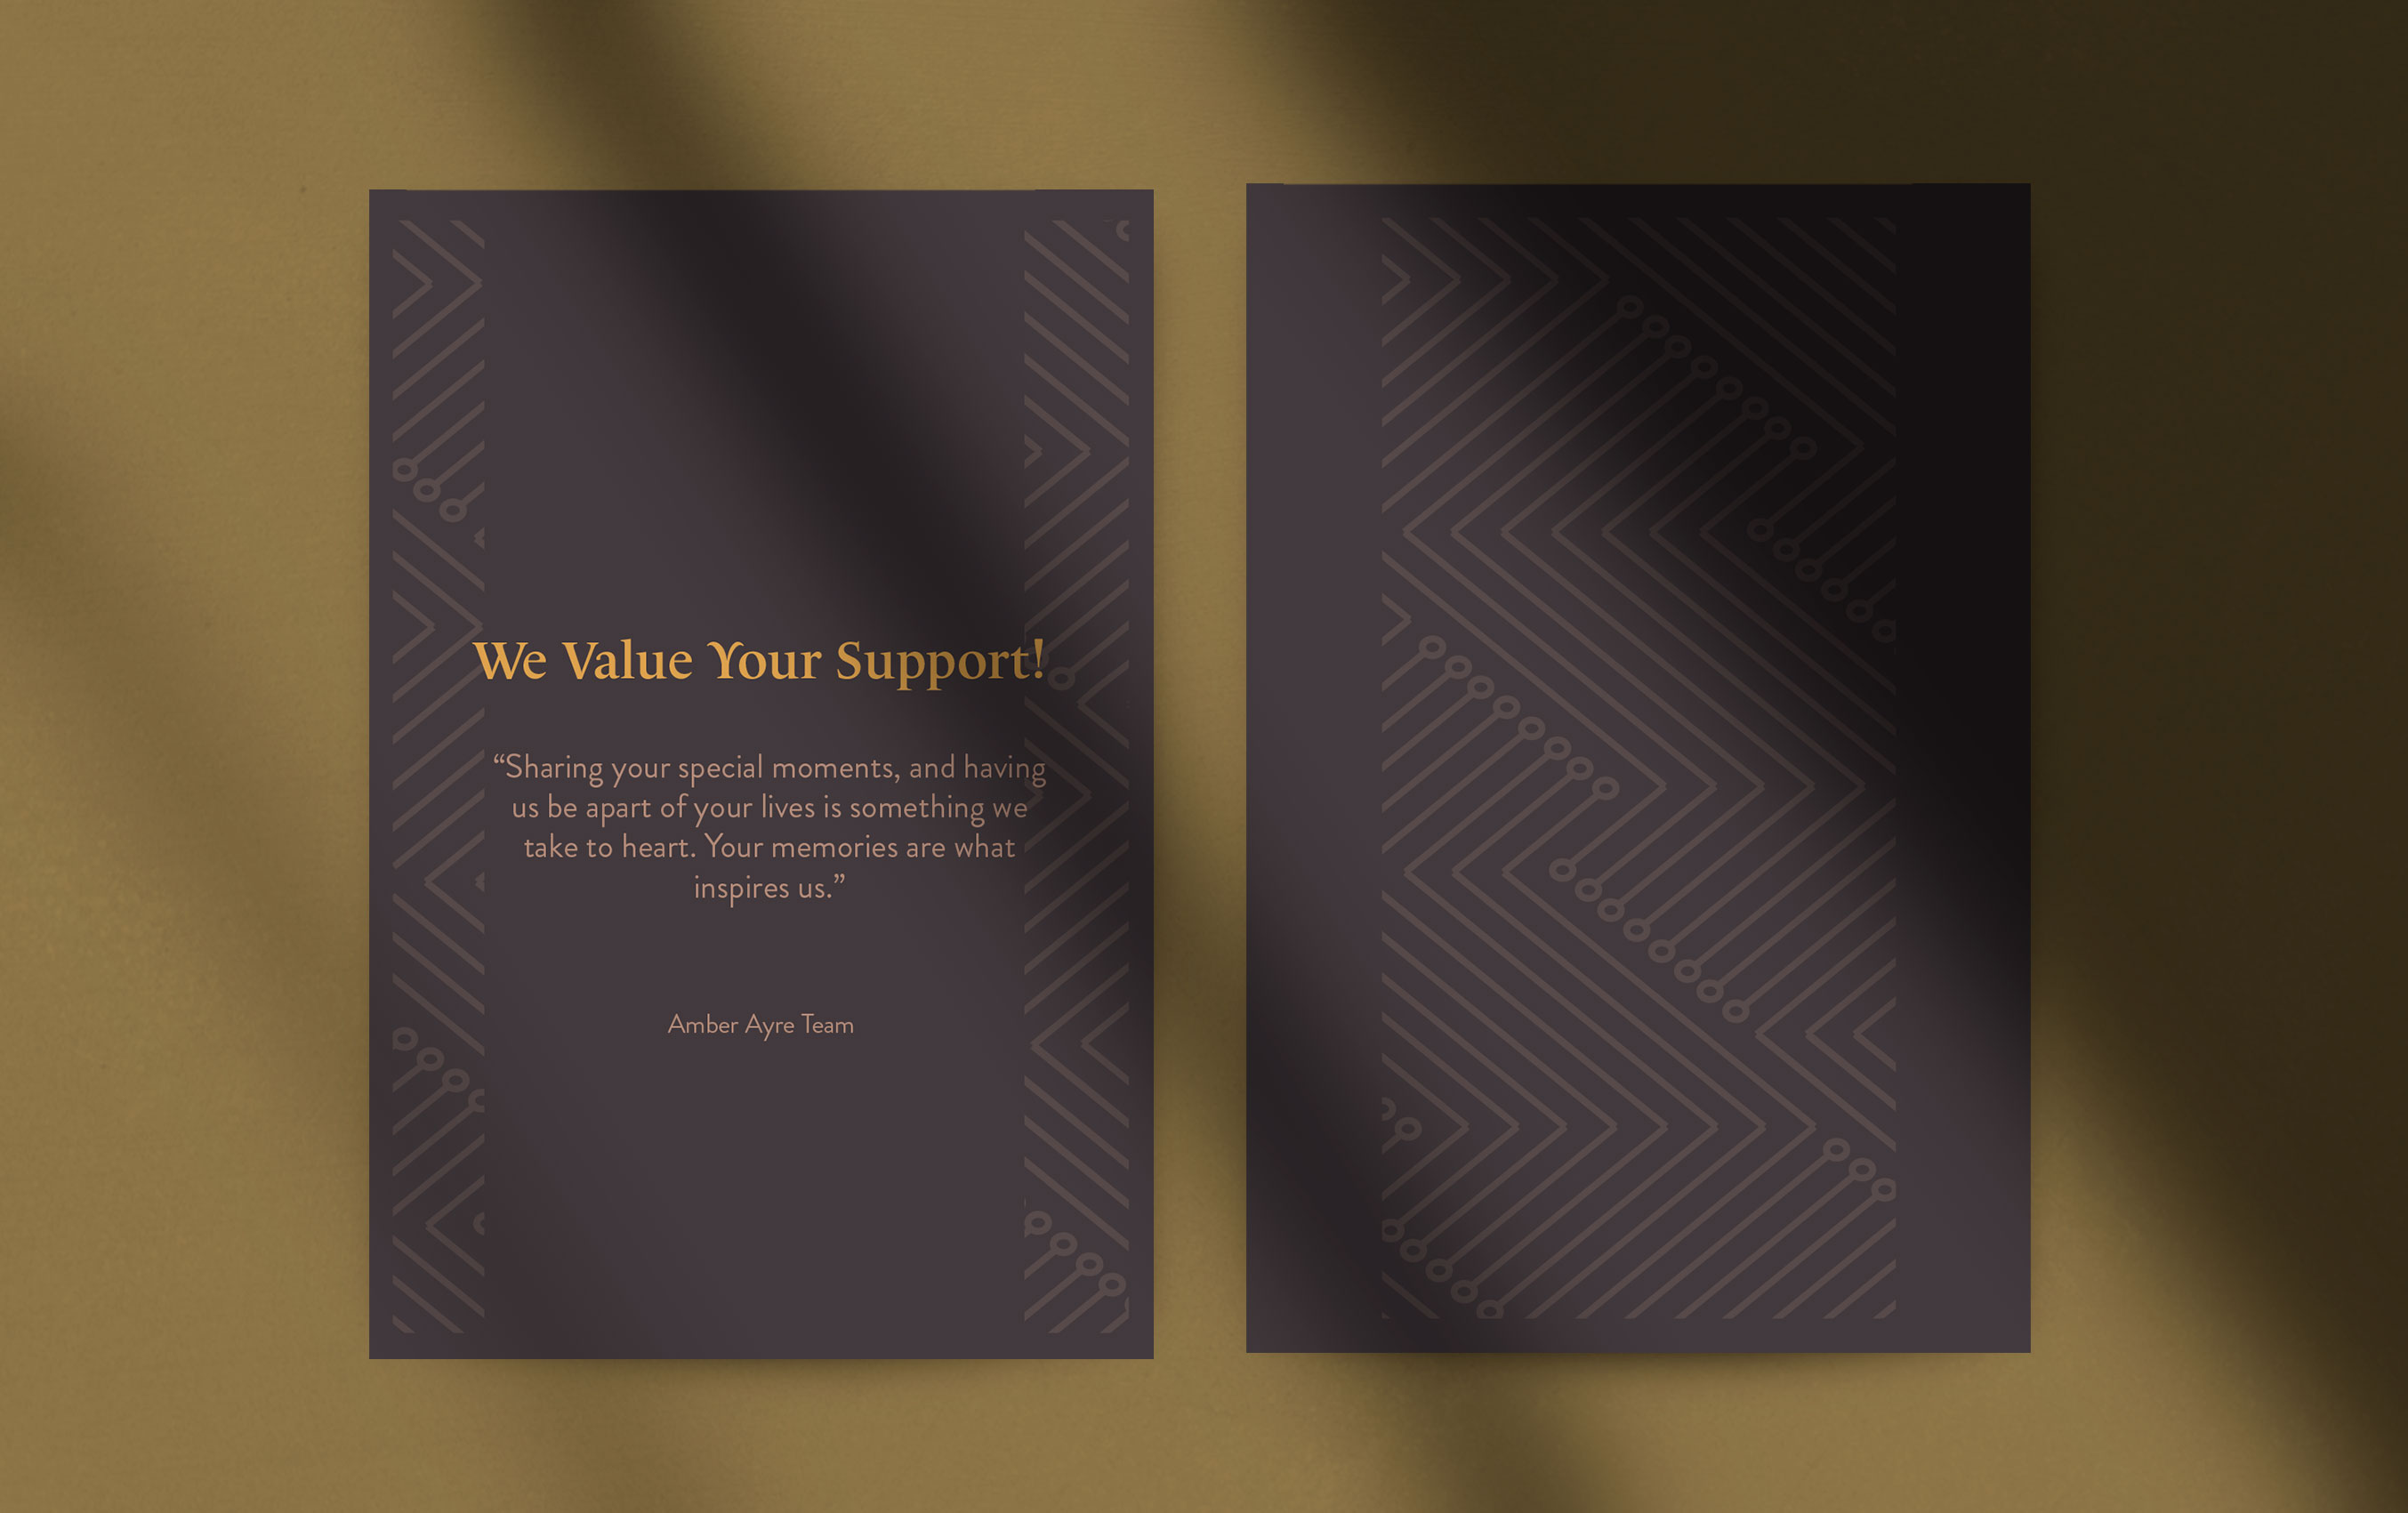 We Value Your Support!
“Sharing your special moments, and having
us be apart of your lives is something we
take to heart. Your memories are what
inspires us.”
Amber Ayre Team